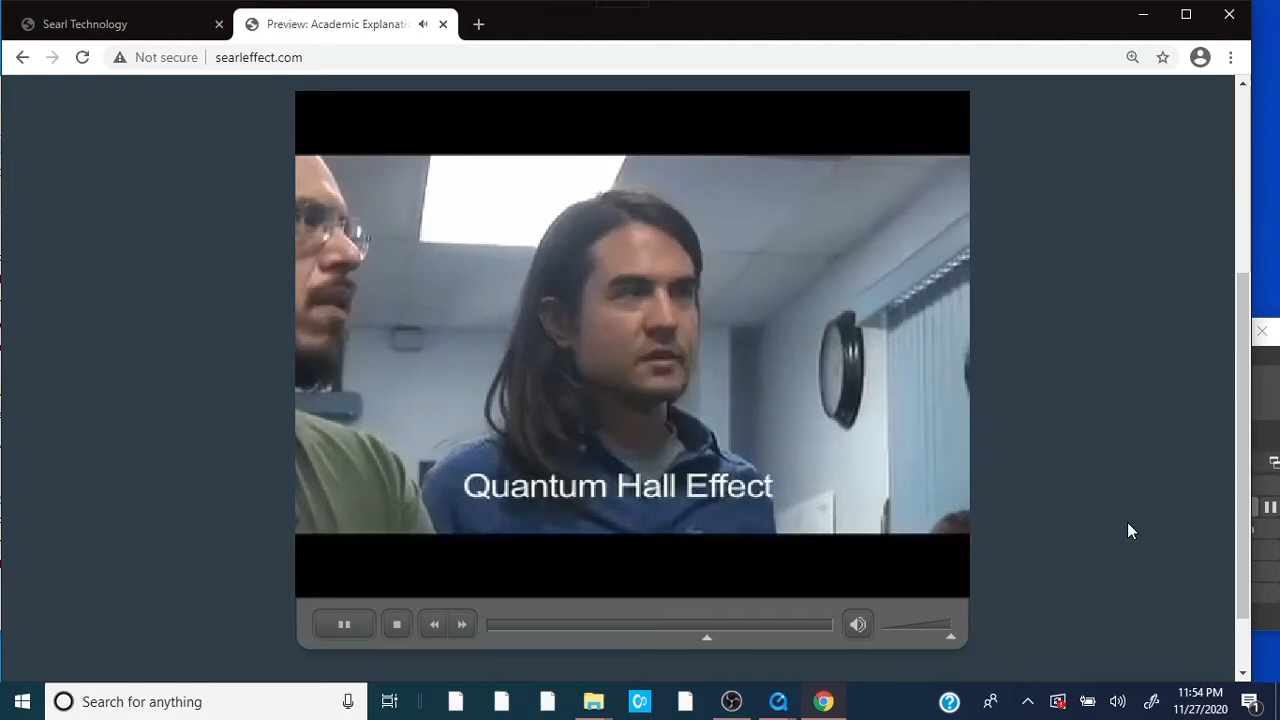 Searl Technology
Preview: Academic Explanati
Not secure
searleffect.com
Quantum Hall Effect
Search for anything
11:54 PM
11/27/2020